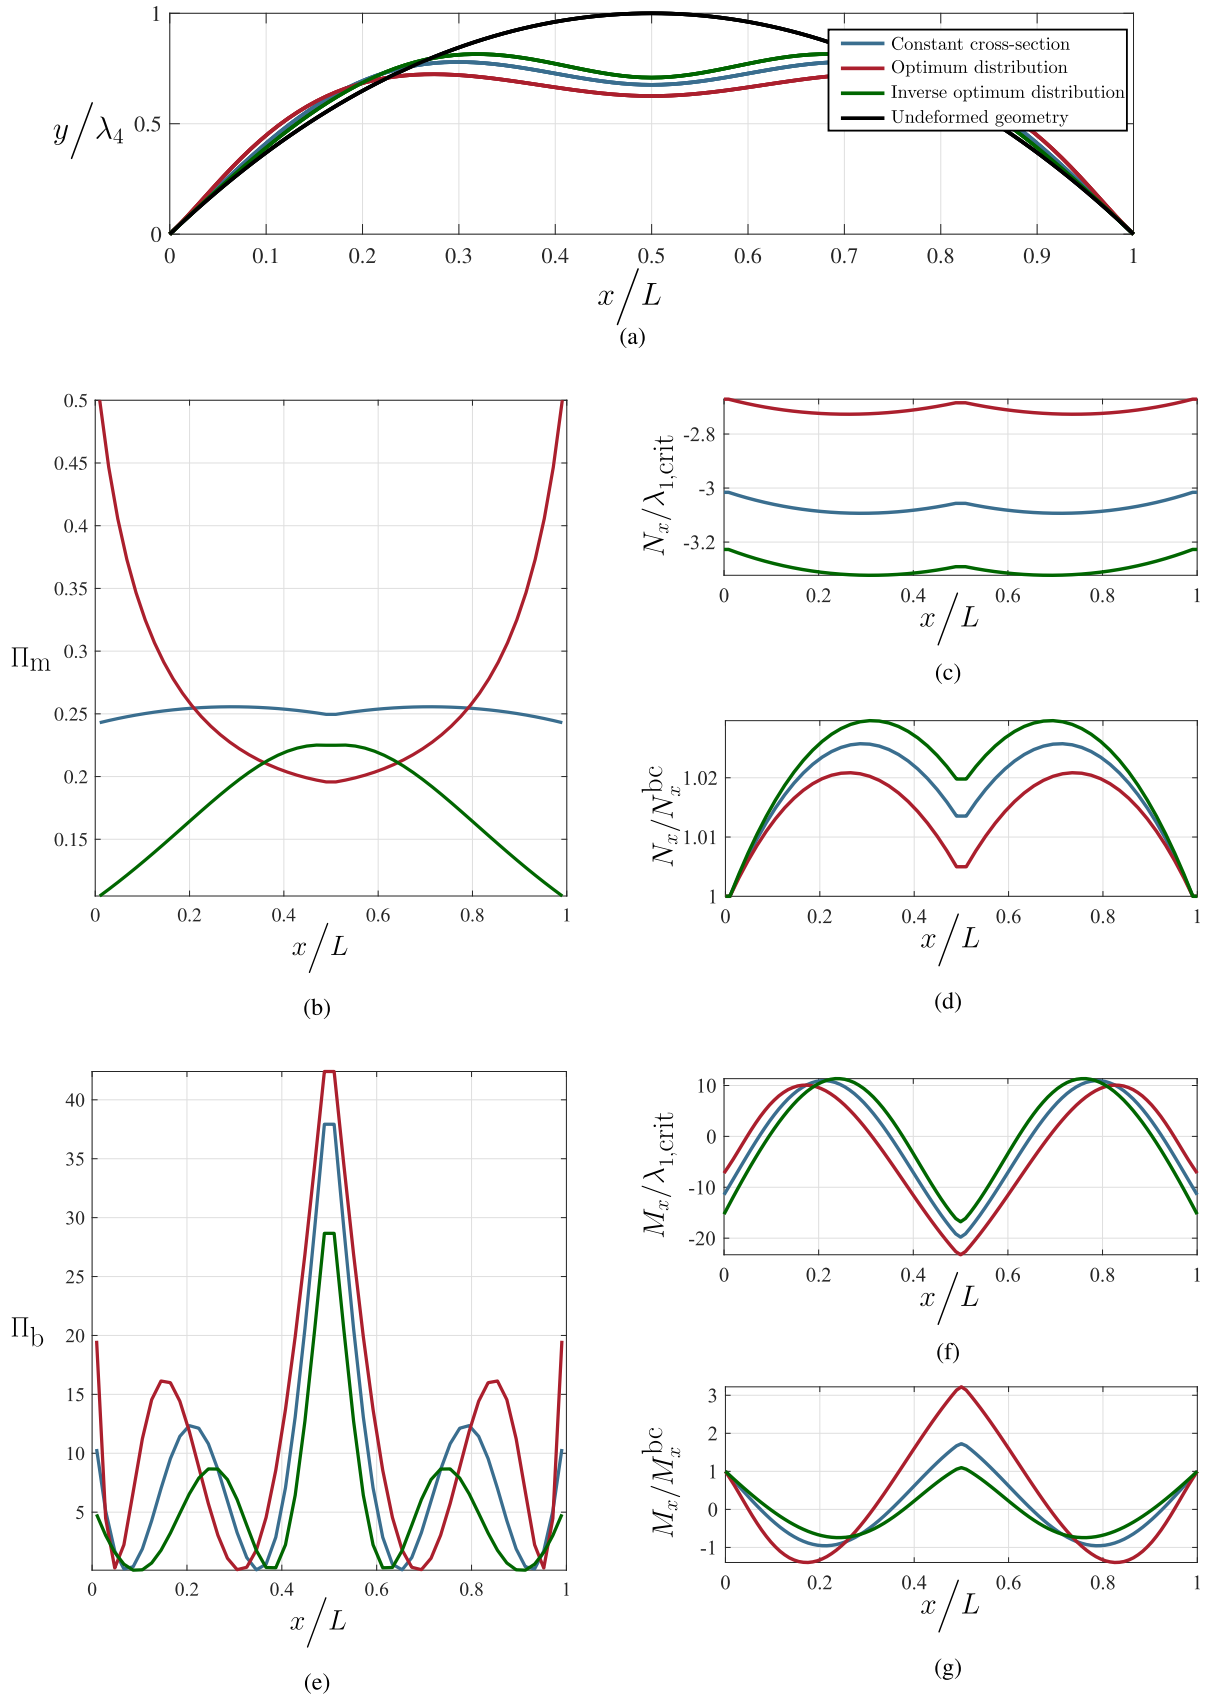 1
0.5
0
y/λ4
Constant cross-section
Optimum distribution
Inverse optimum distribution
Undeformed geometry
0 0.1 0.2 0.3 0.4 0.5 0.6 0.7 0.8 0.9 1
x/L
(a)
0.5
0.45
0.4
0.35
0.3
0.25
0.2
0.15
Πm
0 0.2 0.4 0.6 0.8 1
x/L
(b)
-2.8
-3
-3.2
Nx/λ1,crit
0 0.2 0.4 0.6 0.8 1
x/L
(c)
1.02
1.01
1
Nx/Nx^bc
0 0.2 0.4 0.6 0.8 1
x/L
(d)
40
35
30
25
20
15
10
5
Πb
0 0.2 0.4 0.6 0.8 1
x/L
(e)
10
0
-10
-20
Mx/λ1,crit
0 0.2 0.4 0.6 0.8 1
x/L
(f)
3
2
1
0
-1
Mx/Mx^bc
0 0.2 0.4 0.6 0.8 1
x/L
(g)